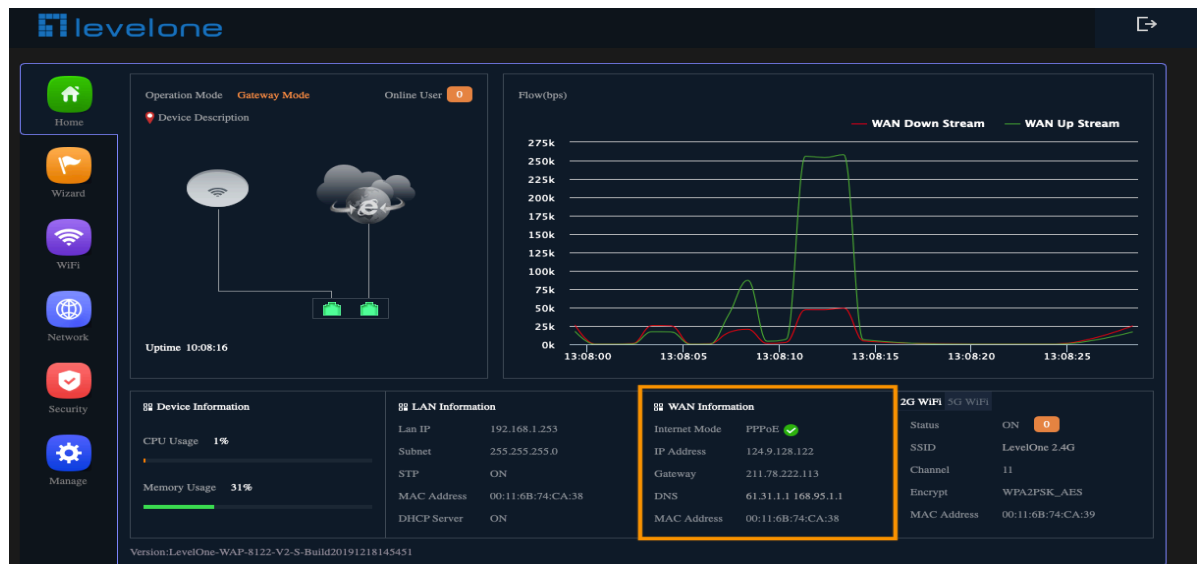 levelone
Home
Wizard
WiFi
Network
Security
Manage
Operation Mode Gateway Mode Online User 0
Device Description
Uptime 10:08:16
Flow(bps)
WAN Down Stream WAN Up Stream
275k
250k
225k
200k
175k
150k
125k
100k
75k
50k
25k
0k
13:08:00 13:08:05 13:08:10 13:08:15 13:08:20 13:08:25
Device Information
CPU Usage 1%
Memory Usage 31%
LAN Information
Lan IP 192.168.1.253
Subnet 255.255.255.0
STP ON
MAC Address 00:11:6B:74:CA:38
DHCP Server ON
WAN Information
Internet Mode PPPoE
IP Address 124.9.128.122
Gateway 211.78.222.113
DNS 61.31.1.1 168.95.1.1
MAC Address 00:11:6B:74:CA:38
2G WiFi 5G WiFi
Status ON 0
SSID LevelOne 2.4G
Channel 11
Encrypt WPA2PSK_AES
MAC Address 00:11:6B:74:CA:39
Version:LevelOne-WAP-8122-V2-S-Build20191218145451